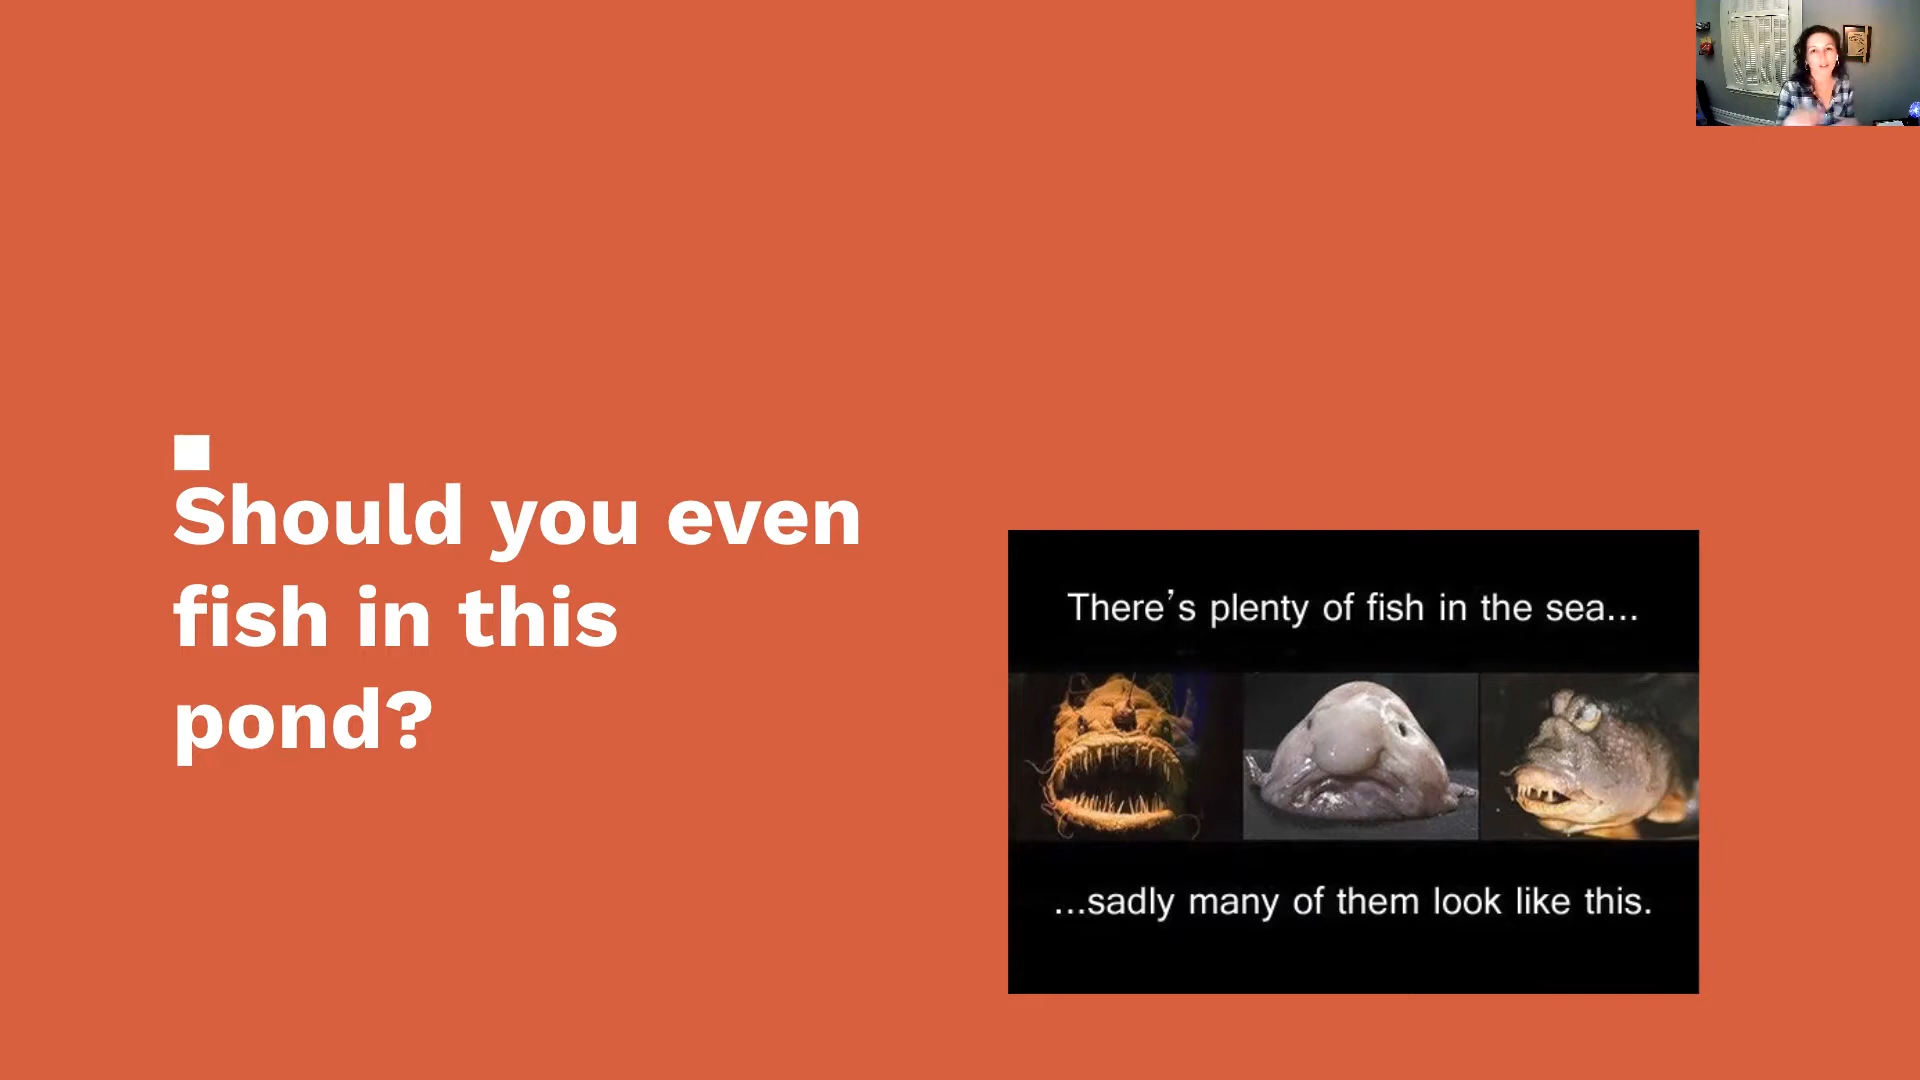 Should you even
fish in this
pond?
There’s plenty of fish in the sea...
...sadly many of them look like this.